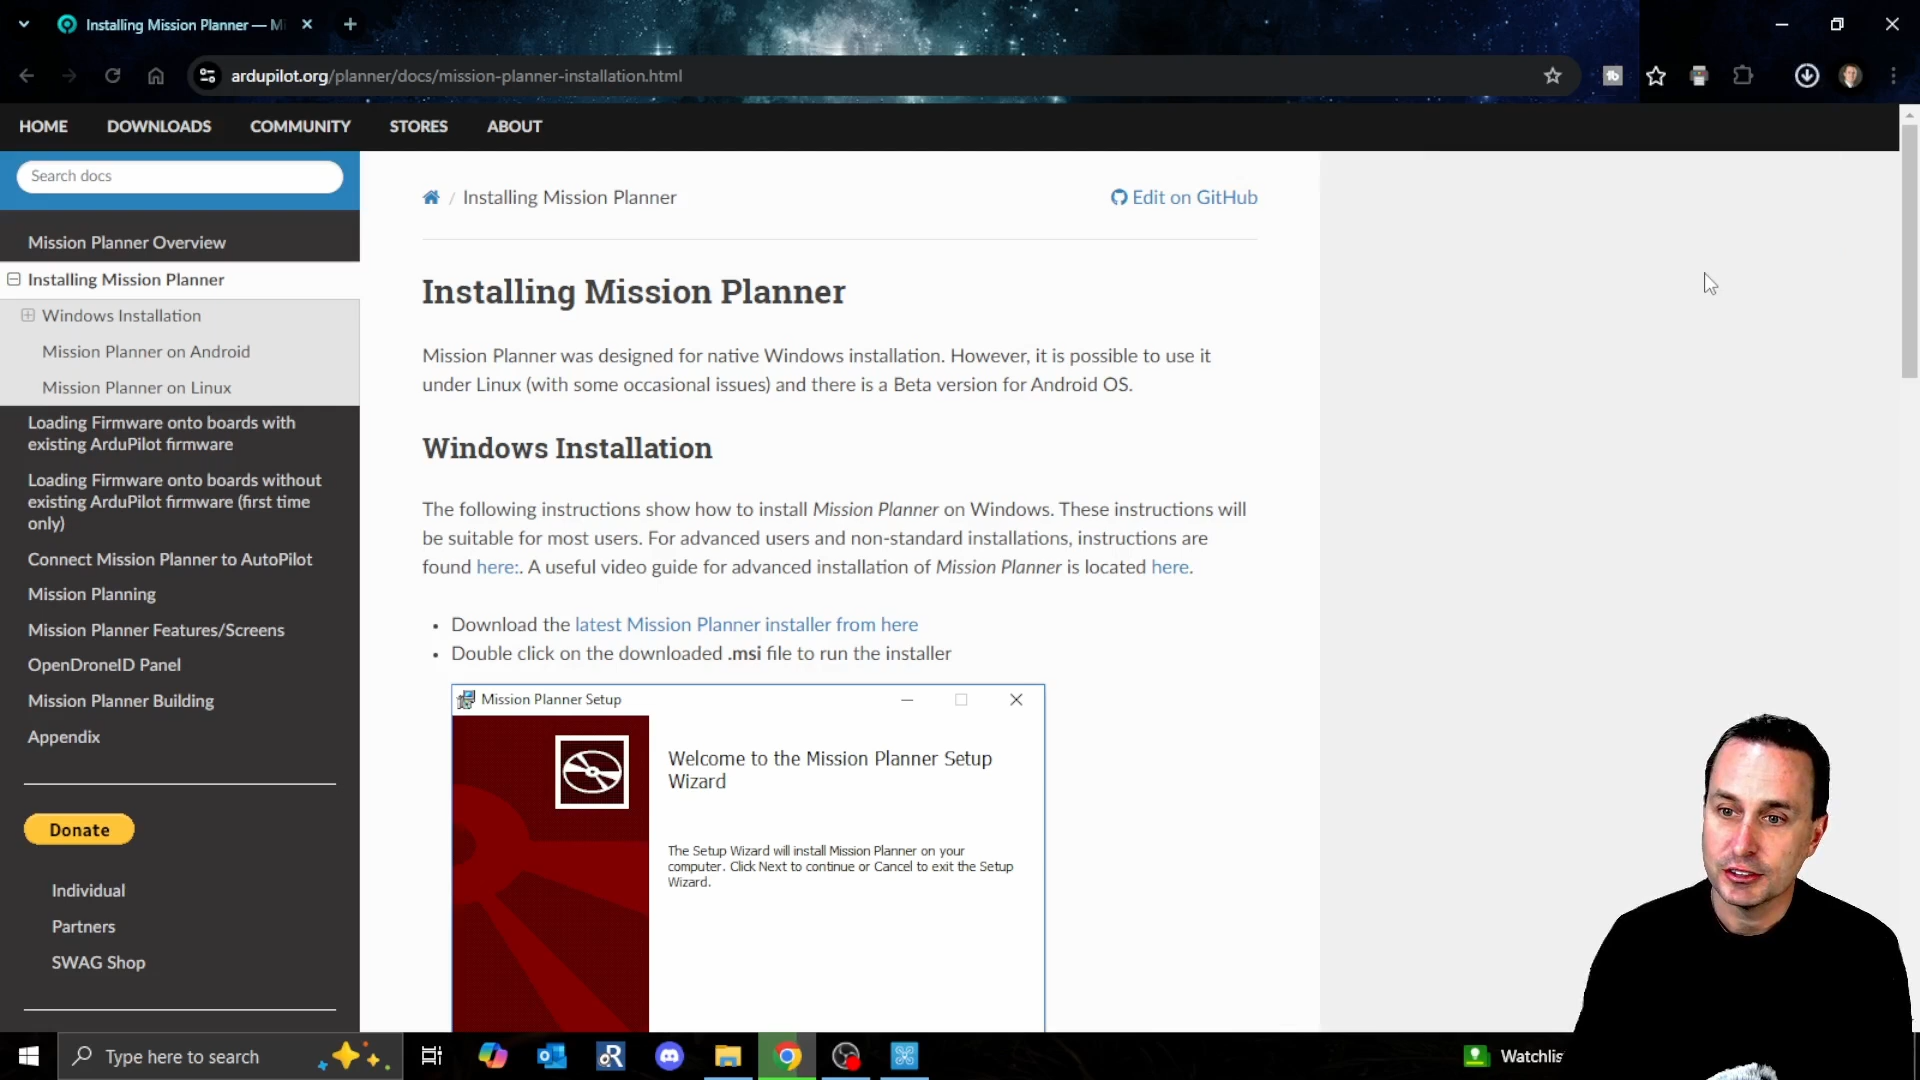 Installing Mission Planner — Mi
ardupilot.org/planner/docs/mission-planner-installation.html
HOME DOWNLOADS COMMUNITY STORES ABOUT
Search docs
Mission Planner Overview
Installing Mission Planner
Windows Installation
Mission Planner on Android
Mission Planner on Linux
Loading Firmware onto boards with
existing ArduPilot firmware
Loading Firmware onto boards without
existing ArduPilot firmware (first time
only)
Connect Mission Planner to AutoPilot
Mission Planning
Mission Planner Features/Screens
OpenDroneID Panel
Mission Planner Building
Appendix
Donate
Individual
Partners
SWAG Shop
/ Installing Mission Planner
Edit on GitHub
Installing Mission Planner
Mission Planner was designed for native Windows installation. However, it is possible to use it
under Linux (with some occasional issues) and there is a Beta version for Android OS.
Windows Installation
The following instructions show how to install Mission Planner on Windows. These instructions will
be suitable for most users. For advanced users and non-standard installations, instructions are
found here:. A useful video guide for advanced installation of Mission Planner is located here.
• Download the latest Mission Planner installer from here
• Double click on the downloaded .msi file to run the installer
Mission Planner Setup
Welcome to the Mission Planner Setup
Wizard
The Setup Wizard will install Mission Planner on your
computer. Click Next to continue or Cancel to exit the Setup
Wizard.
Type here to search
Watchlis